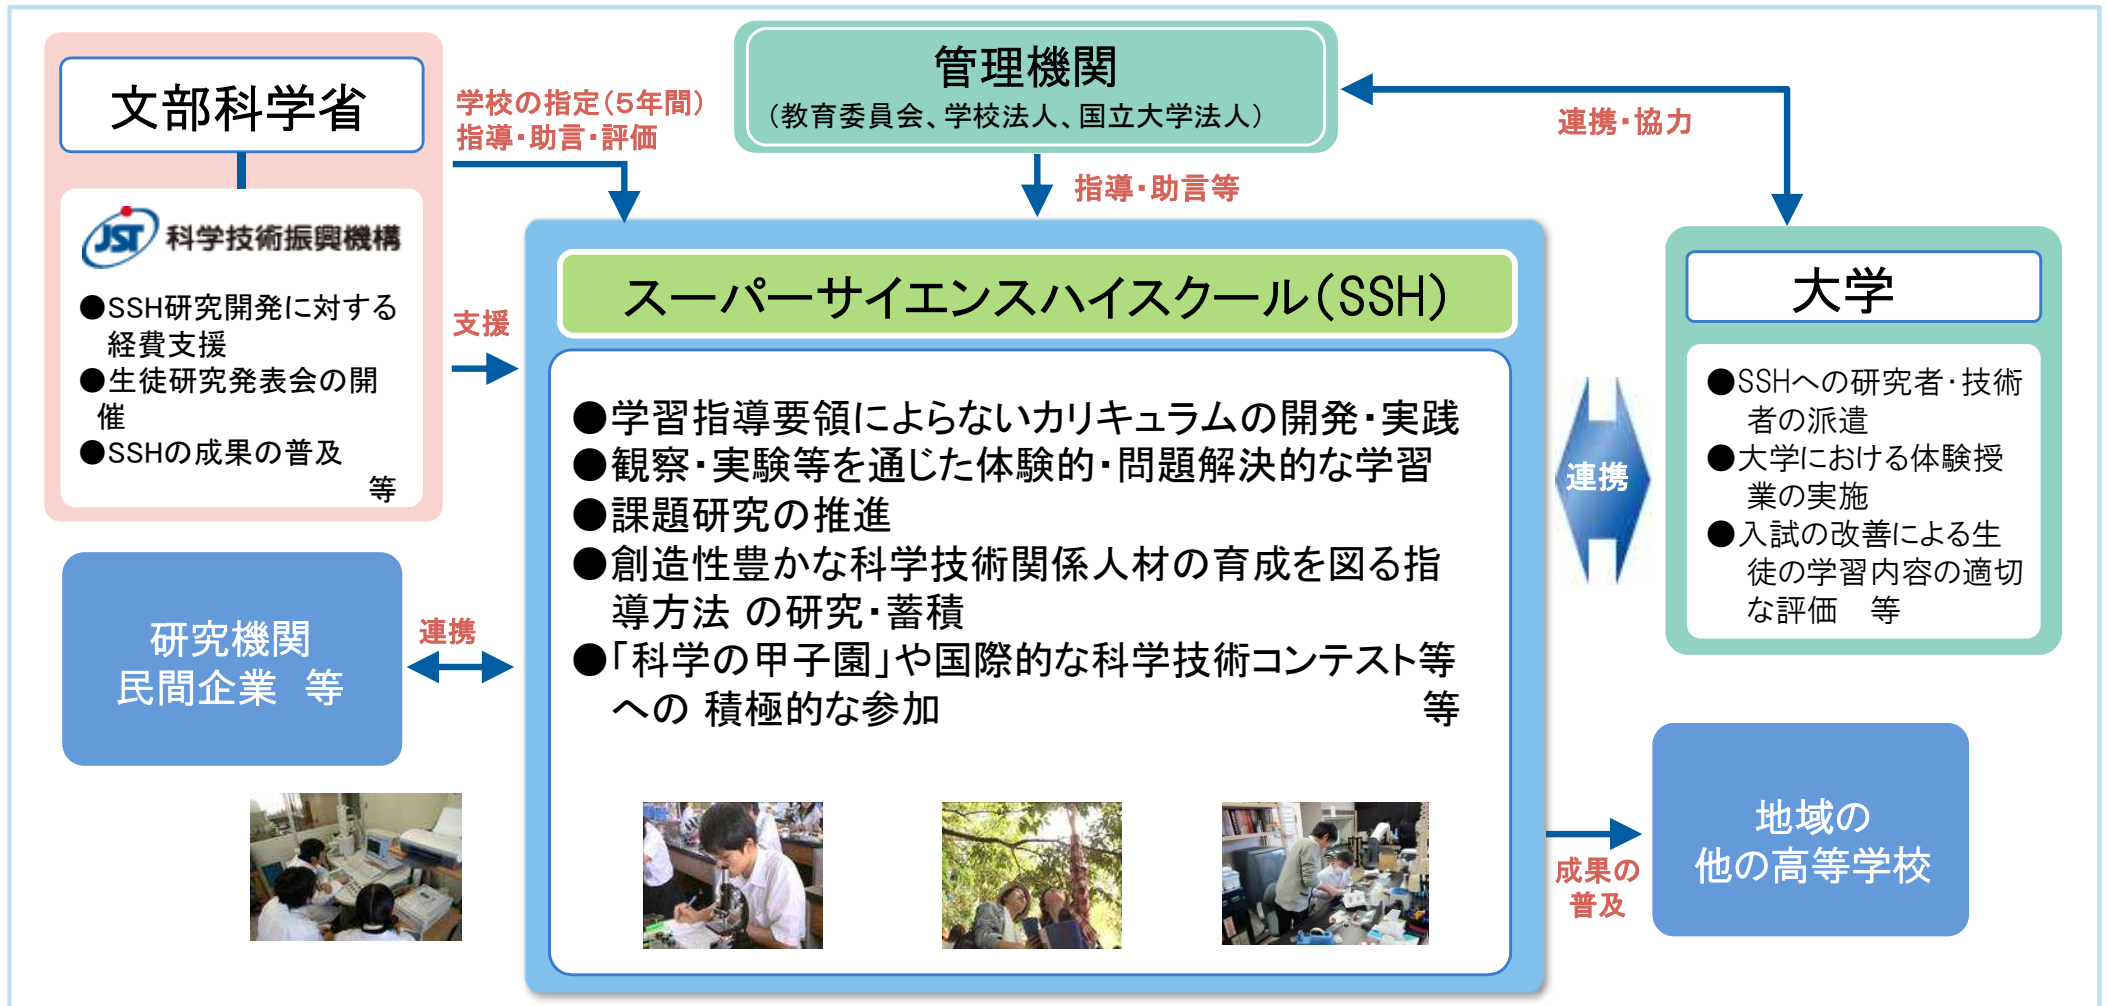 文部科学省
JST 科学技術振興機構
●SSH研究開発に対する
経費支援
●生徒研究発表会の開
催
●SSHの成果の普及
等
学校の指定(5年間)
指導・助言・評価
支援
管理機関
(教育委員会、学校法人、国立大学法人)
指導・助言等
連携・協力
スーパーサイエンスハイスクール(SSH)
●学習指導要領によらないカリキュラムの開発・実践
●観察・実験等を通じた体験的・問題解決的な学習
●課題研究の推進
●創造性豊かな科学技術関係人材の育成を図る指
導方法 の研究・蓄積
●「科学の甲子園」や国際的な科学技術コンテスト等
への 積極的な参加 等
連携
大学
●SSHへの研究者・技術
者の派遣
●大学における体験授
業の実施
●入試の改善による生
徒の学習内容の適切
な評価 等
研究機関
民間企業 等
連携
成果の
普及
地域の
他の高等学校